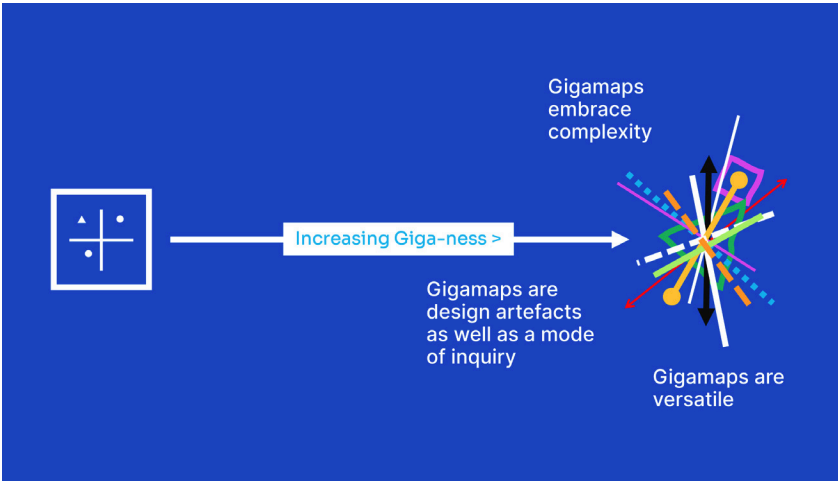 Gigamaps
embrace
complexity
Increasing Giga-ness >
Gigamaps are
design artefacts
as well as a mode
of inquiry
Gigamaps are
versatile